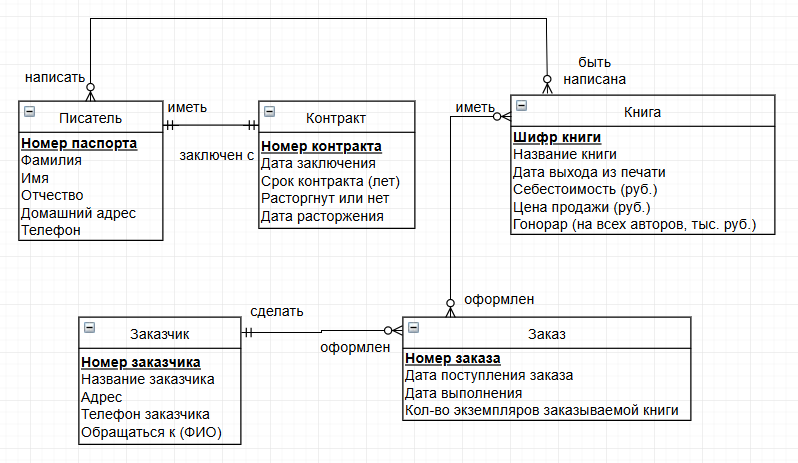 написать
быть
написана
Писатель
Номер паспорта
Фамилия
Имя
Отчество
Домашний адрес
Телефон
иметь
заключен с
Контракт
Номер контракта
Дата заключения
Срок контракта (лет)
Расторгнут или нет
Дата расторжения
иметь
Книга
Шифр книги
Название книги
Дата выхода из печати
Себестоимость (руб.)
Цена продажи (руб.)
Гонорар (на всех авторов, тыс. руб.)
оформлен
Заказчик
Номер заказчика
Название заказчика
Адрес
Телефон заказчика
Обращаться к (ФИО)
сделать
оформлен
Заказ
Номер заказа
Дата поступления заказа
Дата выполнения
Кол-во экземпляров заказываемой книги